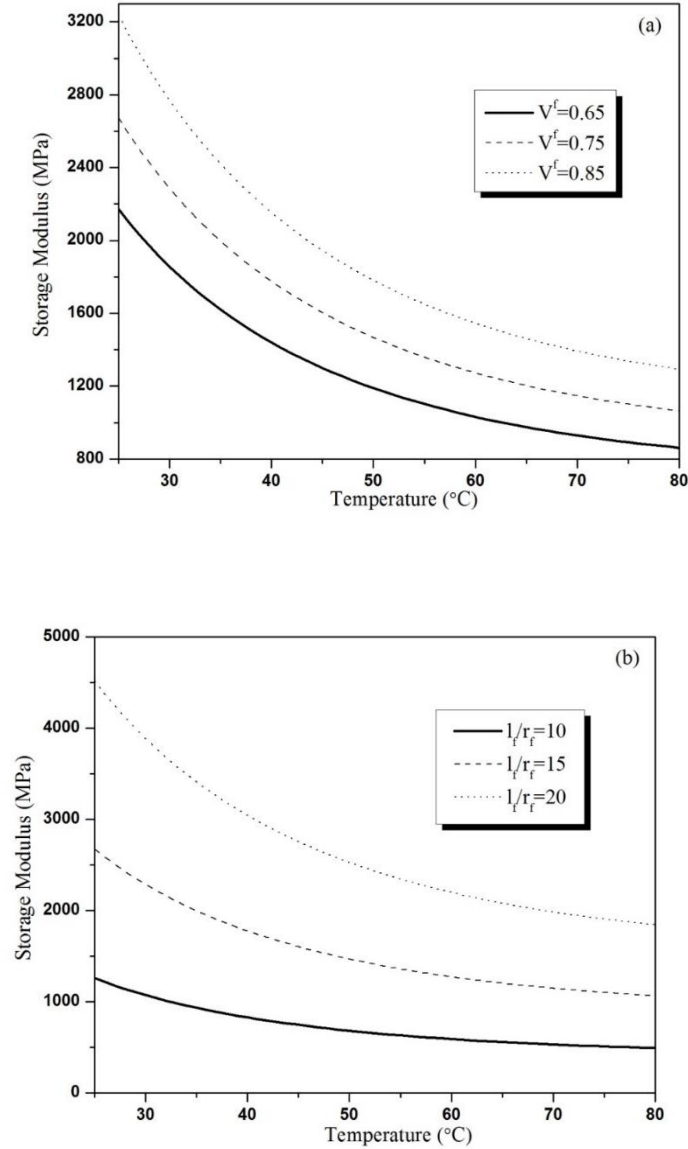 (a)
3200
2800
2400
2000
1600
1200
800
Storage Modulus (MPa)
V^f=0.65
V^f=0.75
V^f=0.85
30 40 50 60 70 80
Temperature (°C)
(b)
5000
4000
3000
2000
1000
0
Storage Modulus (MPa)
l_f/r_f=10
l_f/r_f=15
l_f/r_f=20
30 40 50 60 70 80
Temperature (°C)